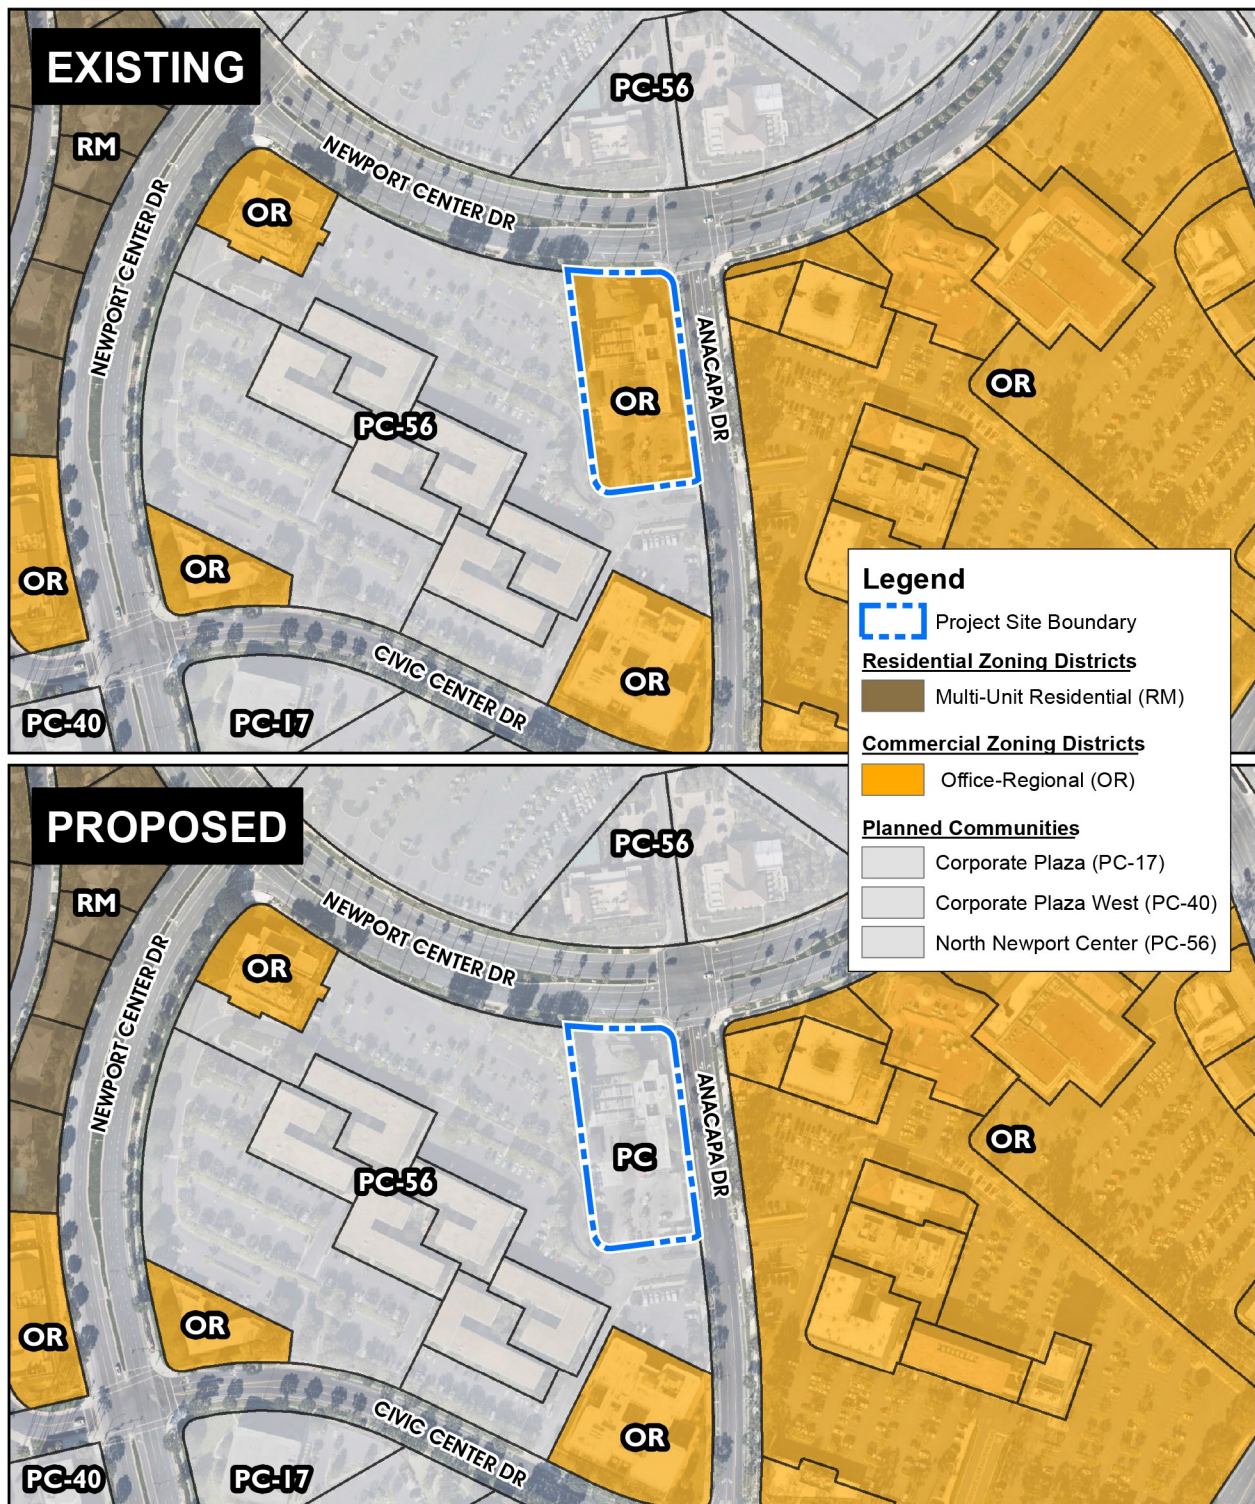 EXISTING
PC-56
RM
NEWPORT CENTER DR
OR
NEWPORT CENTER DR
ANACAPA DR
OR
OR
PC-56
OR
OR
OR
CIVIC CENTER DR
PC-40
PC-17
Legend
Project Site Boundary
Residential Zoning Districts
Multi-Unit Residential (RM)
Commercial Zoning Districts
Office-Regional (OR)
Planned Communities
Corporate Plaza (PC-17)
Corporate Plaza West (PC-40)
North Newport Center (PC-56)
PROPOSED
PC-56
RM
NEWPORT CENTER DR
OR
NEWPORT CENTER DR
ANACAPA DR
OR
PC
PC-56
OR
OR
OR
CIVIC CENTER DR
PC-40
PC-17